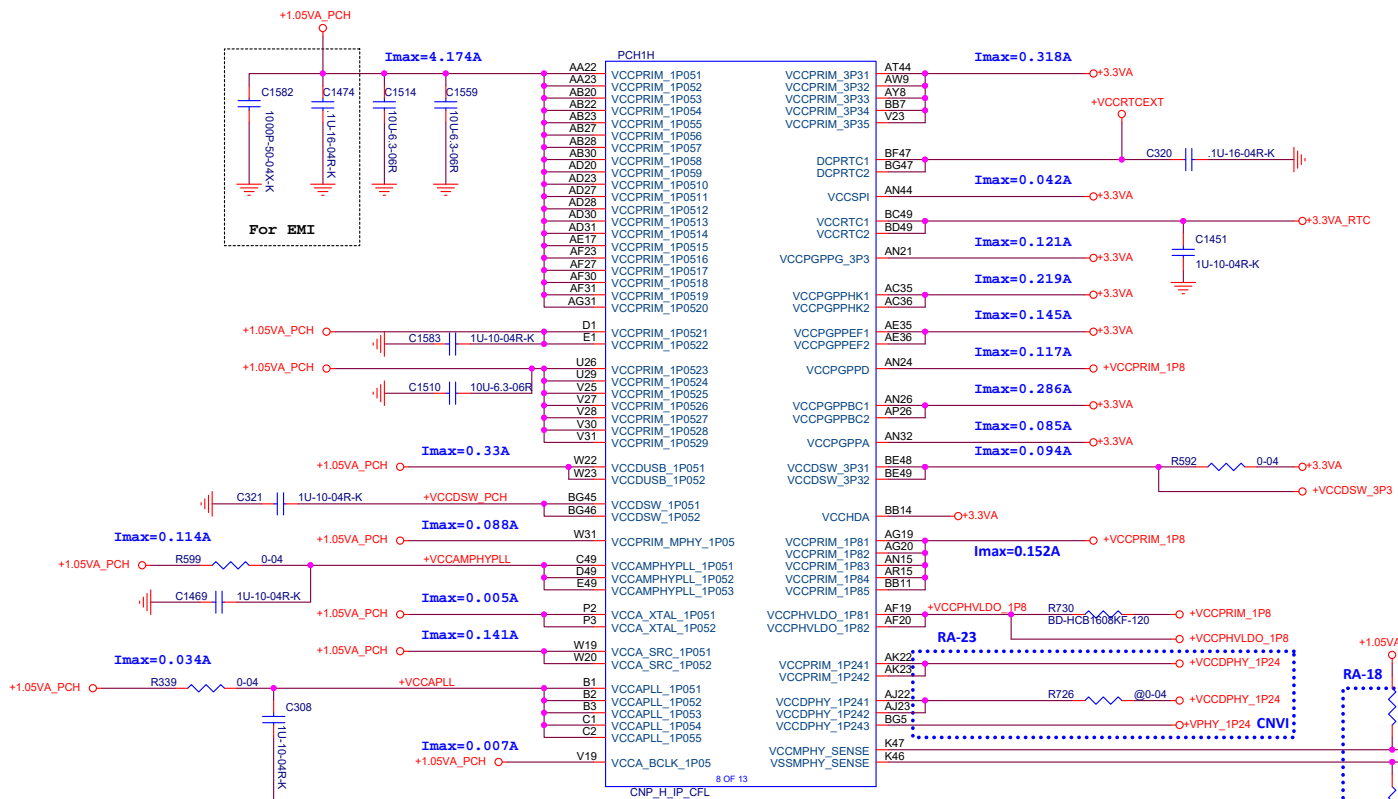 +1.05VA_PCH
Imax=4.174A
C1582
1000P-50-04X-K
C1474
.1U-16-04R-K
C1514
10U-6.3-06R
C1559
10U-6.3-06R
For EMI
+1.05VA_PCH
C1583
1U-10-04R-K
+1.05VA_PCH
C1510
10U-6.3-06R
Imax=0.33A
+1.05VA_PCH
C321
1U-10-04R-K
+VCCDSW_PCH
Imax=0.088A
+1.05VA_PCH
Imax=0.114A
+1.05VA_PCH
R599
0-04
+VCCAMPHYPLL
C1469
1U-10-04R-K
Imax=0.005A
+1.05VA_PCH
Imax=0.141A
+1.05VA_PCH
Imax=0.034A
+1.05VA_PCH
R339
0-04
+VCCAPLL
C308
1U-10-04R-K
Imax=0.007A
+1.05VA_PCH
PCH1H
AA22 VCCPRIM_1P051
AA23 VCCPRIM_1P052
AB20 VCCPRIM_1P053
AB22 VCCPRIM_1P054
AB23 VCCPRIM_1P055
AB27 VCCPRIM_1P056
AB28 VCCPRIM_1P057
AB30 VCCPRIM_1P058
AD20 VCCPRIM_1P059
AD23 VCCPRIM_1P0510
AD27 VCCPRIM_1P0511
AD28 VCCPRIM_1P0512
AD30 VCCPRIM_1P0513
AD31 VCCPRIM_1P0514
AE17 VCCPRIM_1P0515
AF23 VCCPRIM_1P0516
AF27 VCCPRIM_1P0517
AF30 VCCPRIM_1P0518
AF31 VCCPRIM_1P0519
AG31 VCCPRIM_1P0520
D1 VCCPRIM_1P0521
E1 VCCPRIM_1P0522
U26 VCCPRIM_1P0523
U29 VCCPRIM_1P0524
V25 VCCPRIM_1P0525
V27 VCCPRIM_1P0526
V28 VCCPRIM_1P0527
V30 VCCPRIM_1P0528
V31 VCCPRIM_1P0529
W22 VCCDUSB_1P051
W23 VCCDUSB_1P052
BG45 VCCDSW_1P051
BG46 VCCDSW_1P052
W31 VCCPRIM_MPHY_1P05
C49 VCCAMPHYPLL_1P051
D49 VCCAMPHYPLL_1P052
E49 VCCAMPHYPLL_1P053
P2 VCCA_XTAL_1P051
P3 VCCA_XTAL_1P052
W19 VCCA_SRC_1P051
W20 VCCA_SRC_1P052
B1 VCCAPLL_1P051
B2 VCCAPLL_1P052
B3 VCCAPLL_1P053
C1 VCCAPLL_1P054
C2 VCCAPLL_1P055
V19 VCCA_BCLK_1P05
8 OF 13
CNP_H_IP_CFL
VCCPRIM_3P31 AT44
VCCPRIM_3P32 AW9
VCCPRIM_3P33 AY8
VCCPRIM_3P34 BB7
VCCPRIM_3P35 V23
DCPRTC1 BF47
DCPRTC2 BG47
VCCSPI AN44
VCCRTC1 BC49
VCCRTC2 BD49
VCCPGPPG_3P3 AN21
VCCPGPPHK1 AC35
VCCPGPPHK2 AC36
VCCPGPPEF1 AE35
VCCPGPPEF2 AE36
VCCPGPPD AN24
VCCPGPPBC1 AN26
VCCPGPPBC2 AP26
VCCPGPPA AN32
VCCDSW_3P31 BE48
VCCDSW_3P32 BE49
VCCHDA BB14
VCCPRIM_1P81 AG19
VCCPRIM_1P82 AG20
VCCPRIM_1P83 AN15
VCCPRIM_1P84 AR15
VCCPRIM_1P85 BB11
VCCPHVLDO_1P81 AF19
VCCPHVLDO_1P82 AF20
VCCPRIM_1P241 AK22
VCCPRIM_1P242 AK23
VCCDPHY_1P241 AJ22
VCCDPHY_1P242 AJ23
VCCDPHY_1P243 BG5
VCCMPHY_SENSE K47
VSSMPHY_SENSE K46
Imax=0.318A
+3.3VA
+VCCRTCEXT
C320
.1U-16-04R-K
Imax=0.042A
+3.3VA
+3.3VA_RTC
C1451
1U-10-04R-K
Imax=0.121A
+3.3VA
Imax=0.219A
+3.3VA
Imax=0.145A
+3.3VA
Imax=0.117A
+VCCPRIM_1P8
Imax=0.286A
+3.3VA
Imax=0.085A
+3.3VA
Imax=0.094A
R592
0-04
+3.3VA
+VCCDSW_3P3
+3.3VA
+VCCPRIM_1P8
Imax=0.152A
+VCCPHVLDO_1P8
R730
BD-HCB1608KF-120
+VCCPRIM_1P8
+VCCPHVLDO_1P8
RA-23
+VCCDPHY_1P24
R726
@0-04
+VCCDPHY_1P24
+VPHY_1P24
CNVI
+1.05VA
RA-18